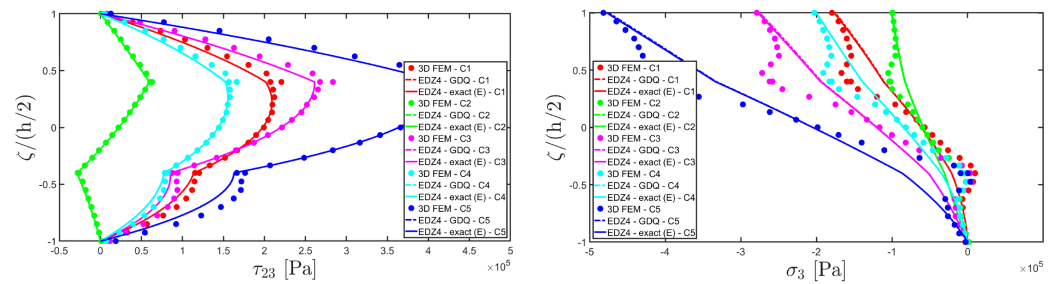 1
0.5
0
-0.5
-1
ζ/(h/2)
-0.5 0 0.5 1 1.5 2 2.5 3 3.5 4 4.5 5
×10⁵
τ₂₃ [Pa]
3D FEM - C1
EDZ4 - GDQ - C1
EDZ4 - exact (E) - C1
3D FEM - C2
EDZ4 - GDQ - C2
EDZ4 - exact (E) - C2
3D FEM - C3
EDZ4 - GDQ - C3
EDZ4 - exact (E) - C3
3D FEM - C4
EDZ4 - GDQ - C4
EDZ4 - exact (E) - C4
3D FEM - C5
EDZ4 - GDQ - C5
EDZ4 - exact (E) - C5
1
0.5
0
-0.5
-1
ζ/(h/2)
-5 -4 -3 -2 -1 0 1
×10⁵
σ₃ [Pa]
3D FEM - C1
EDZ4 - GDQ - C1
EDZ4 - exact (E) - C1
3D FEM - C2
EDZ4 - GDQ - C2
EDZ4 - exact (E) - C2
3D FEM - C3
EDZ4 - GDQ - C3
EDZ4 - exact (E) - C3
3D FEM - C4
EDZ4 - GDQ - C4
EDZ4 - exact (E) - C4
3D FEM - C5
EDZ4 - GDQ - C5
EDZ4 - exact (E) - C5